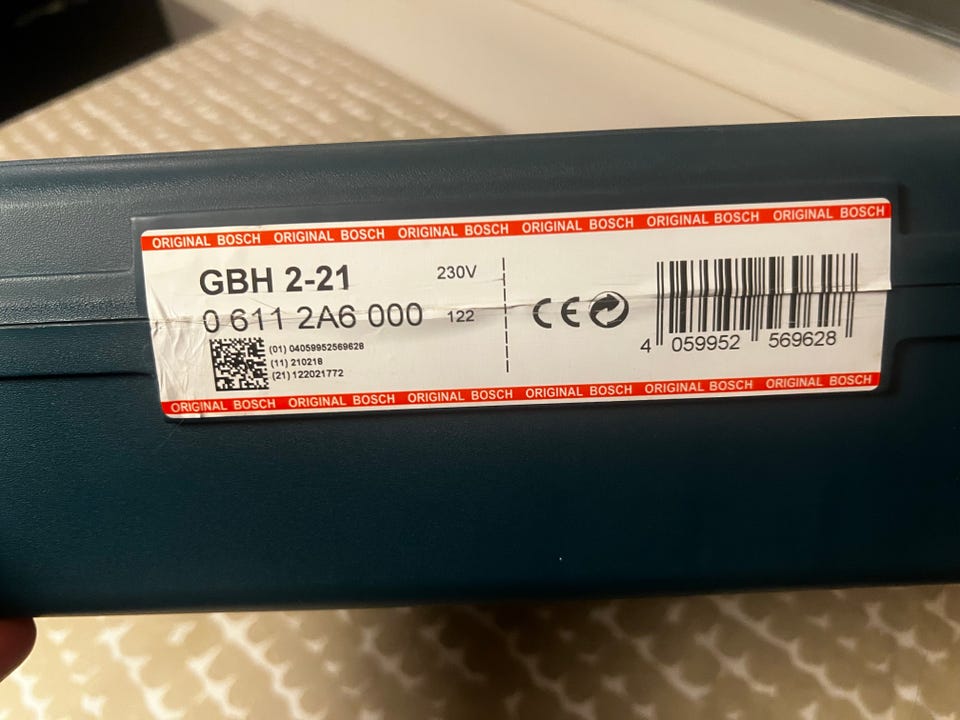 ORIGINAL BOSCH ORIGINAL BOSCH ORIGINAL BOSCH ORIGINAL BOSCH ORIGINAL BOSCH ORIGINAL BOSCH
GBH 2-21 230V
0 611 2A6 000 122
(01) 04059952569628
(11) 210218
(21) 122021772
CE
4 059952 569628
ORIGINAL BOSCH ORIGINAL BOSCH ORIGINAL BOSCH ORIGINAL BOSCH ORIGINAL BOSCH ORIGINAL BOSCH